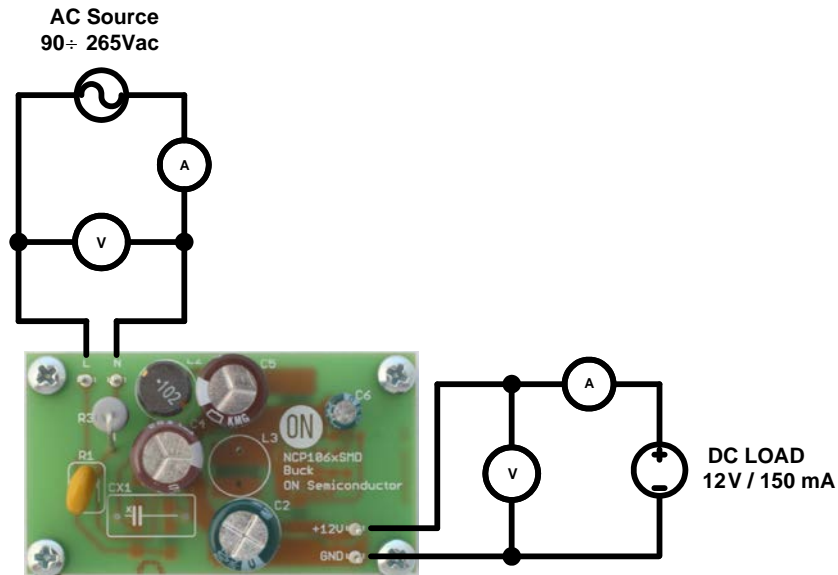 AC Source
90÷ 265Vac
A
V
L N
C5
102
KMG
C6
R3
ON
L3
NCP106xSMD
Buck
ON Semiconductor
R1
CX1
X
C2
+12V
GND
A
V
+
-
DC LOAD
12V / 150 mA